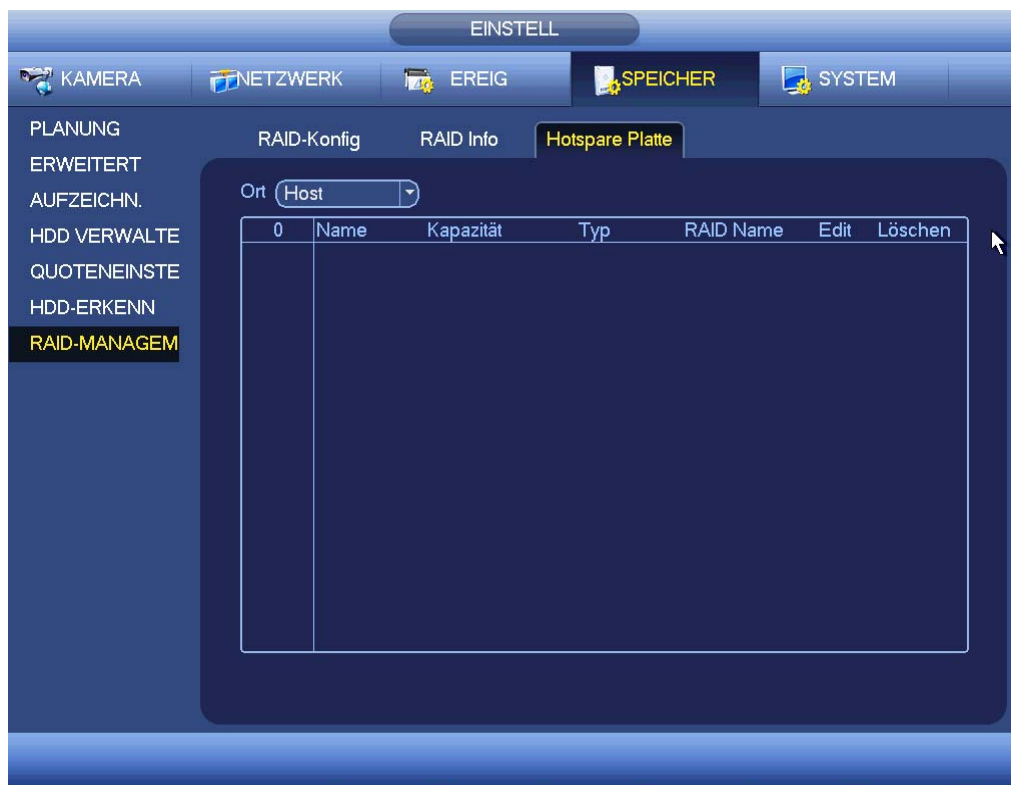 EINSTELL
KAMERA NETZWERK EREIG SPEICHER SYSTEM
PLANUNG
ERWEITERT
AUFZEICHN.
HDD VERWALTE
QUOTENEINSTE
HDD-ERKENN
RAID-MANAGEM
RAID-Konfig RAID Info Hotspare Platte
Ort Host
0 Name Kapazität Typ RAID Name Edit Löschen